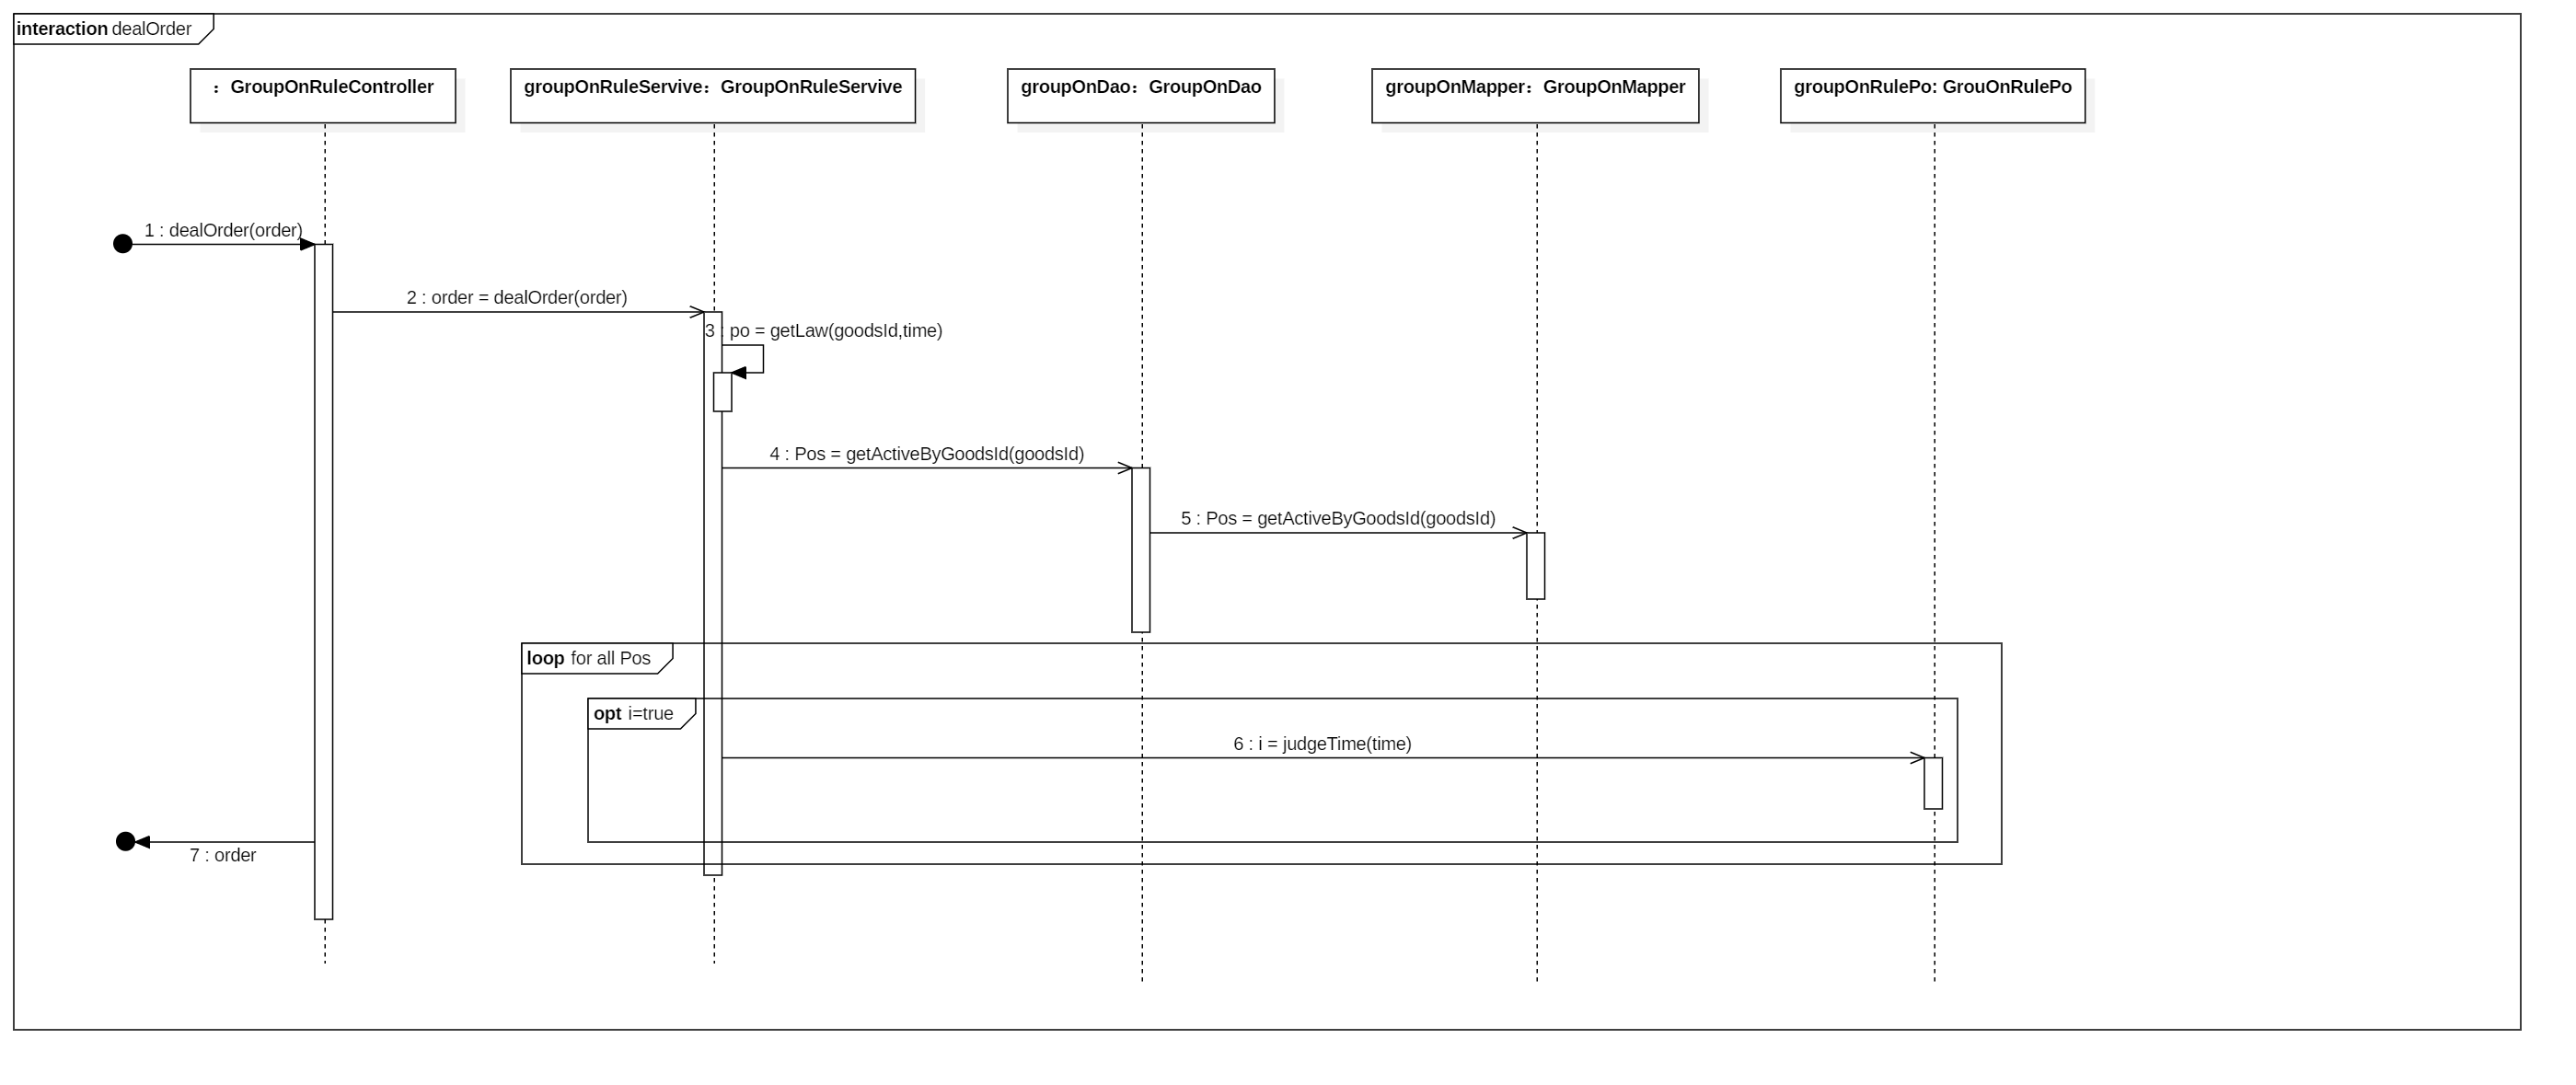 interaction dealOrder
：GroupOnRuleController
groupOnRuleServive：GroupOnRuleServive
groupOnDao：GroupOnDao
groupOnMapper：GroupOnMapper
groupOnRulePo: GrouOnRulePo
1 : dealOrder(order)
2 : order = dealOrder(order)
3 : po = getLaw(goodsId,time)
4 : Pos = getActiveByGoodsId(goodsId)
5 : Pos = getActiveByGoodsId(goodsId)
loop for all Pos
opt i=true
6 : i = judgeTime(time)
7 : order